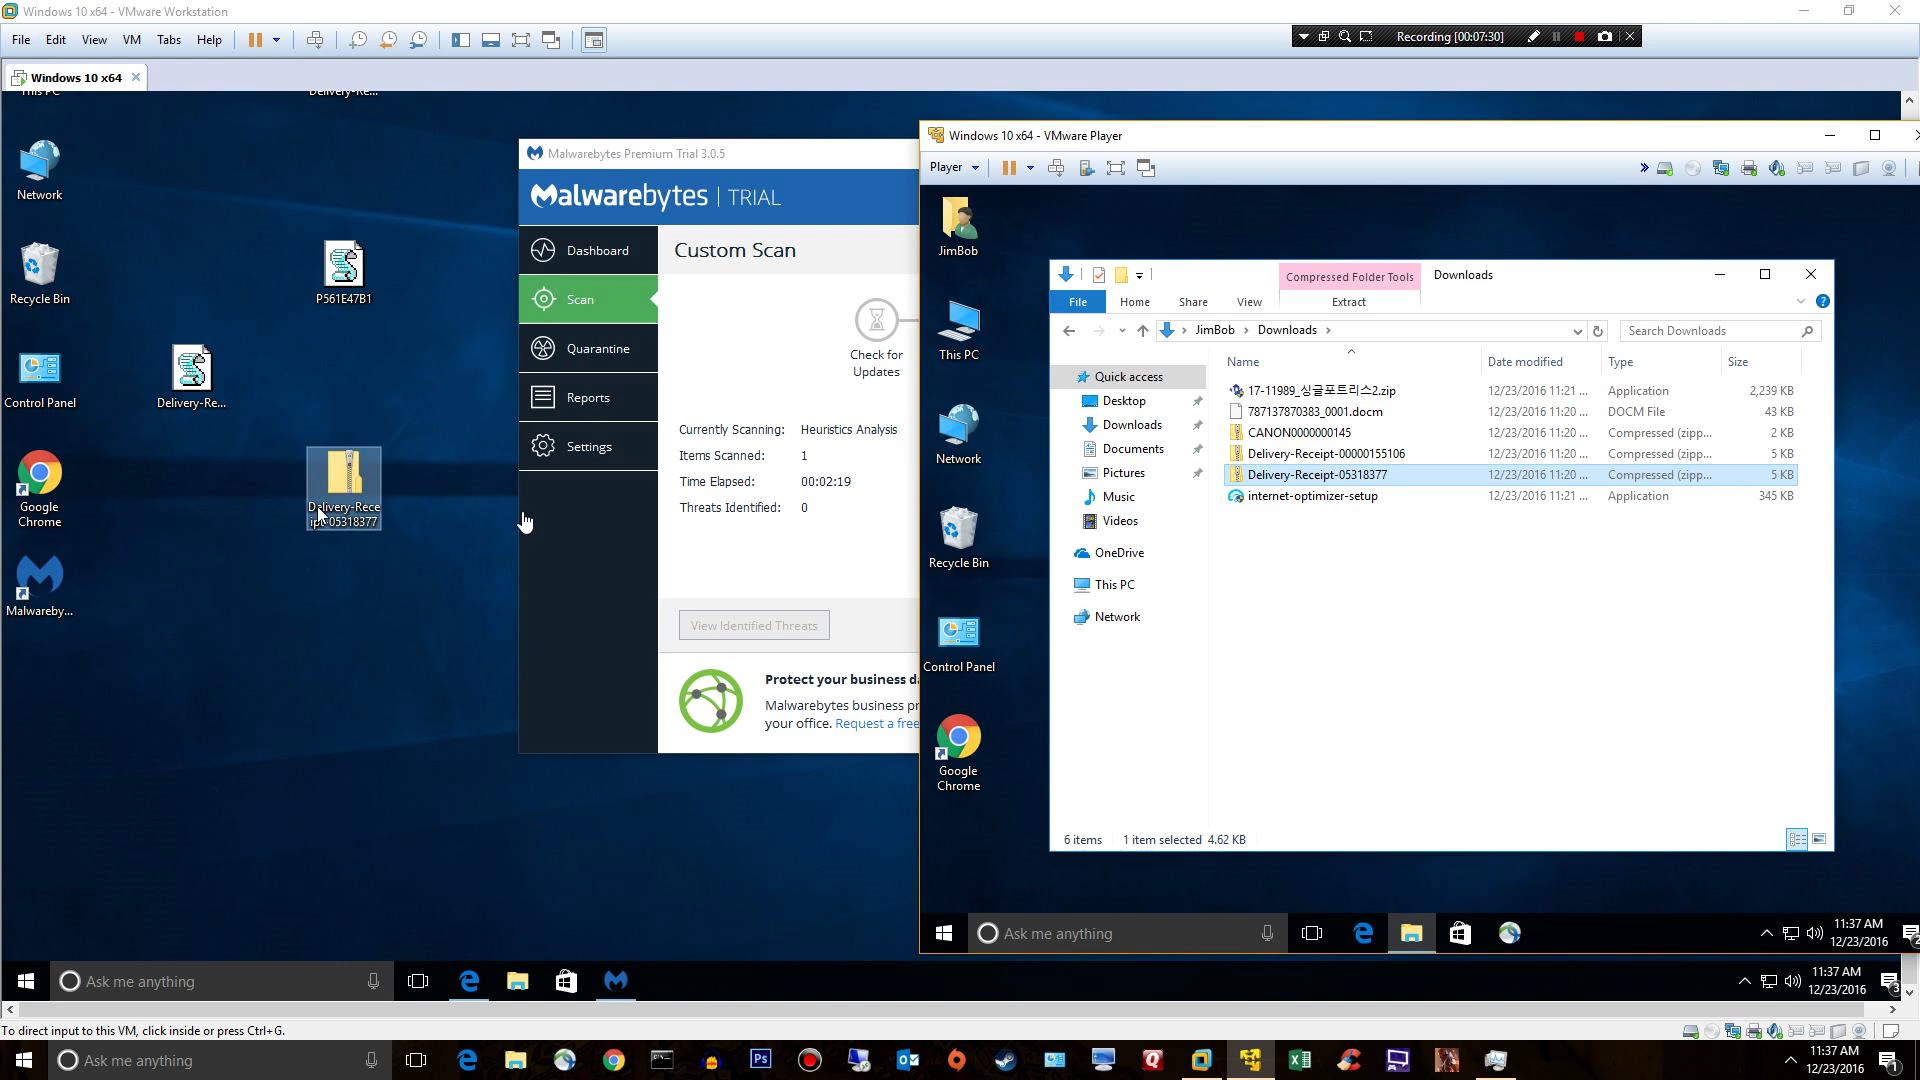 Windows 10 x64 - VMware Workstation
File Edit View VM Tabs Help
Recording [00:07:30]
Windows 10 x64
This PC
Delivery-Re...
Network
Recycle Bin
P561E47B1
Control Panel
Delivery-Re...
Google
Chrome
Delivery-Rece
ipt-05318377
Malwareby...
Malwarebytes Premium Trial 3.0.5
Malwarebytes | TRIAL
Dashboard
Scan
Quarantine
Reports
Settings
Custom Scan
Check for
Updates
Currently Scanning: Heuristics Analysis
Items Scanned: 1
Time Elapsed: 00:02:19
Threats Identified: 0
View Identified Threats
Protect your business d
Malwarebytes business pr
your office. Request a free
Windows 10 x64 - VMware Player
Player
JimBob
This PC
Network
Recycle Bin
Control Panel
Google
Chrome
Compressed Folder Tools Downloads
File Home Share View Extract
JimBob Downloads
Search Downloads
Name Date modified Type Size
Quick access
Desktop
Downloads
Documents
Pictures
Music
Videos
OneDrive
This PC
Network
17-11989_싱글포트리스2.zip 12/23/2016 11:21 ... Application 2,239 KB
787137870383_0001.docm 12/23/2016 11:20 ... DOCM File 43 KB
CANON0000000145 12/23/2016 11:20 ... Compressed (zipp... 2 KB
Delivery-Receipt-00000155106 12/23/2016 11:20 ... Compressed (zipp... 5 KB
Delivery-Receipt-05318377 12/23/2016 11:20 ... Compressed (zipp... 5 KB
internet-optimizer-setup 12/23/2016 11:21 ... Application 345 KB
6 items 1 item selected 4.62 KB
Ask me anything
11:37 AM
12/23/2016
2
Ask me anything
11:37 AM
12/23/2016
3
To direct input to this VM, click inside or press Ctrl+G.
Ask me anything
Ps
11:37 AM
12/23/2016
1